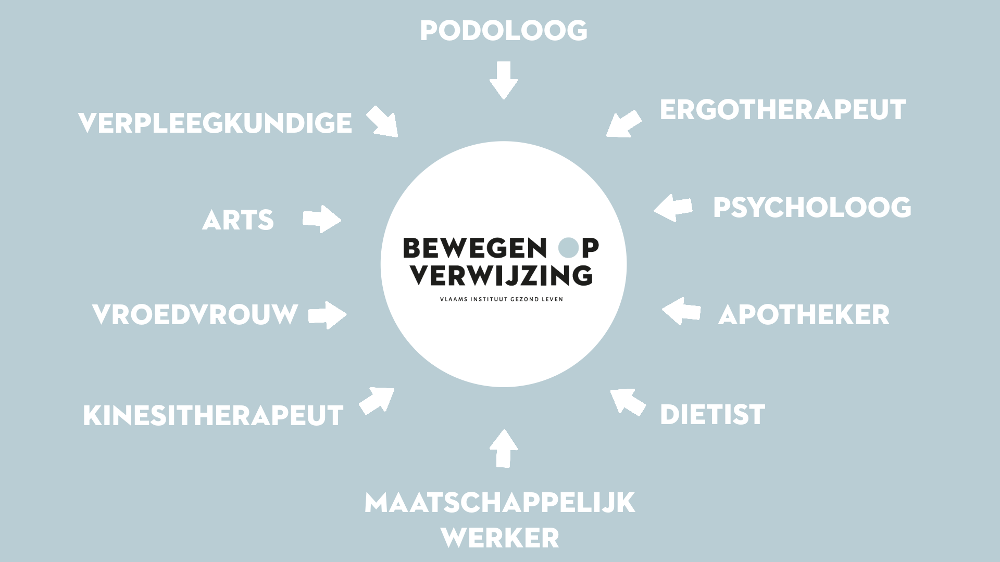 PODOLOOG
VERPLEEGKUNDIGE
ERGOTHERAPEUT
ARTS
PSYCHOLOOG
BEWEGEN OP
VERWIJZING
VLAAMS INSTITUUT GEZOND LEVEN
VROEDVROUW
APOTHEKER
KINESITHERAPEUT
DIETIST
MAATSCHAPPELIJK
WERKER